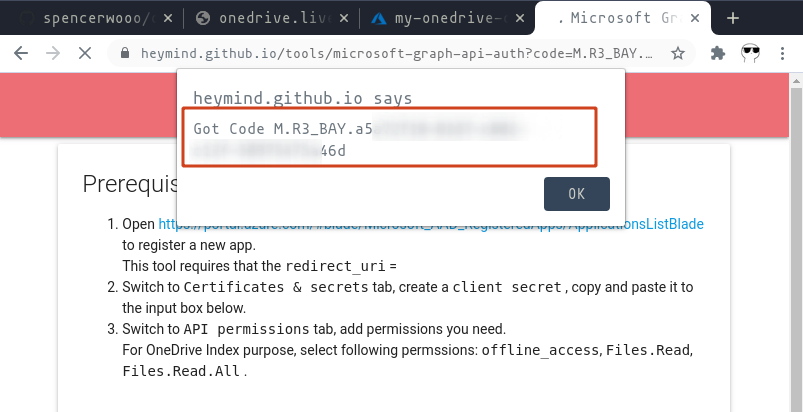 spencerwooo/
onedrive.live
my-onedrive-
. Microsoft Gr
heymind.github.io/tools/microsoft-graph-api-auth?code=M.R3_BAY.…
heymind.github.io says
Got Code M.R3_BAY.a5
46d
OK
Prerequis
1. Open https://portal.azure.com/#blade/Microsoft_AAD_RegisteredApps/ApplicationsListBlade
to register a new app.
This tool requires that the redirect_uri =
2. Switch to Certificates & secrets tab, create a client secret, copy and paste it to
the input box below.
3. Switch to API permissions tab, add permissions you need.
For OneDrive Index purpose, select following permssions: offline_access, Files.Read,
Files.Read.All .